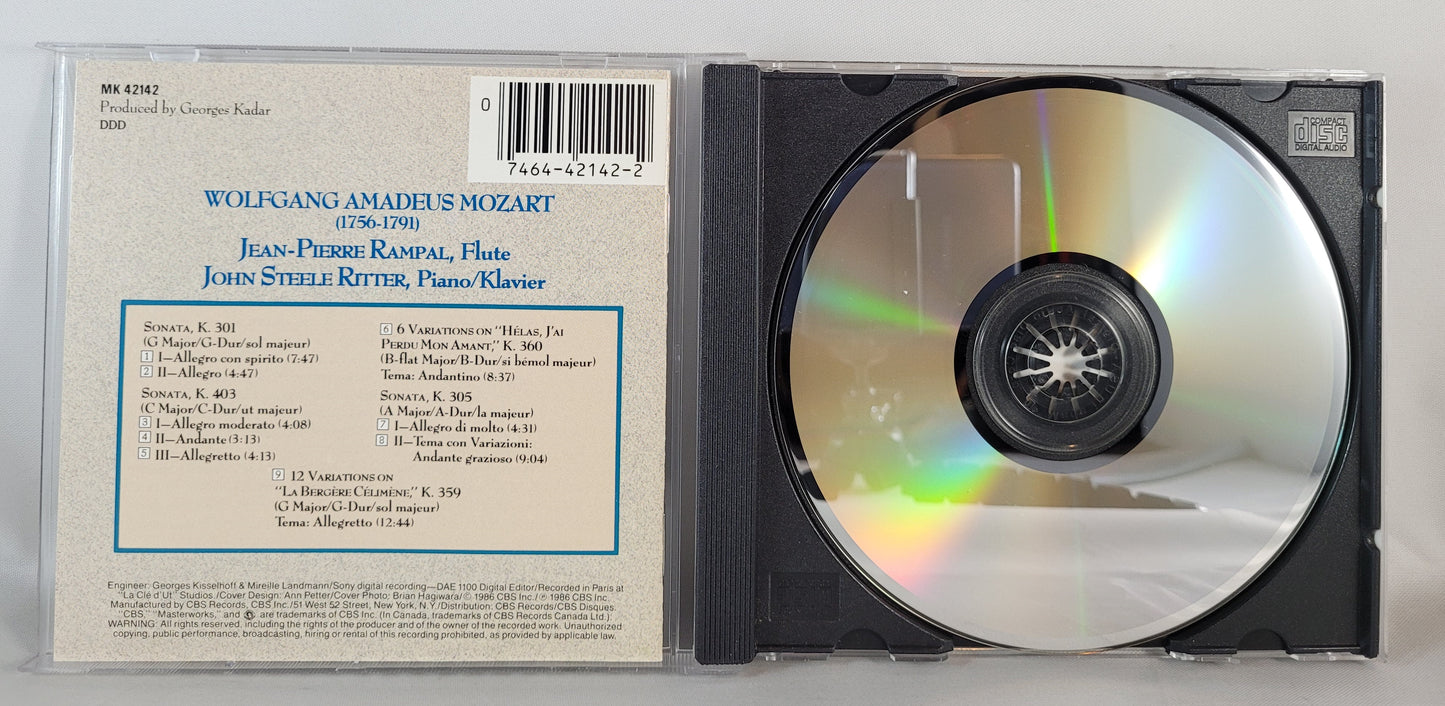 MK 42142
Produced by Georges Kadar
DDD
0
7464-42142-2
WOLFGANG AMADEUS MOZART
(1756-1791)
JEAN-PIERRE RAMPAL, Flute
JOHN STEELE RITTER, Piano/Klavier
SONATA, K. 301
(G Major/G-Dur/sol majeur)
1 I—Allegro con spirito (7:47)
2 II—Allegro (4:47)
SONATA, K. 403
(C Major/C-Dur/ut majeur)
3 I—Allegro moderato (4:08)
4 II—Andante (3:13)
5 III—Allegretto (4:13)
6 6 VARIATIONS ON "HÉLAS, J'AI
PERDU MON AMANT," K. 360
(B-flat Major/B-Dur/si bémol majeur)
Tema: Andantino (8:37)
SONATA, K. 305
(A Major/A-Dur/la majeur)
7 I—Allegro di molto (4:31)
8 II—Tema con Variazioni:
Andante grazioso (9:04)
9 12 VARIATIONS ON
"LA BERGÈRE CÉLIMÈNE," K. 359
(G Major/G-Dur/sol majeur)
Tema: Allegretto (12:44)
Engineer: Georges Kisselhoff & Mireille Landmann/Sony digital recording—DAE 1100 Digital Editor/Recorded in Paris at
"La Clé d'Ut" Studios./Cover Design: Ann Petter/Cover Photo: Brian Hagiwara/© 1986 CBS Inc./℗ 1986 CBS Inc.
Manufactured by CBS Records, CBS Inc./51 West 52 Street, New York, N.Y./Distribution: CBS Records/CBS Disques.
"CBS," "Masterworks," and are trademarks of CBS Inc. (In Canada, trademarks of CBS Records Canada Ltd.):
WARNING: All rights reserved, including the rights of the producer and of the owner of the recorded work. Unauthorized
copying, public performance, broadcasting, hiring or rental of this recording prohibited, as provided by applicable law.
COMPACT
disc
DIGITAL AUDIO